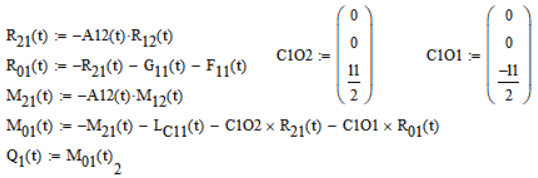 R21(t) := −A12(t)·R12(t)
R01(t) := −R21(t) − G11(t) − F11(t)
M21(t) := −A12(t)·M12(t)
M01(t) := −M21(t) − LC11(t) − C1O2 × R21(t) − C1O1 × R01(t)
Q1(t) := M01(t)2
C1O2 := ( 0 0 11/2 )
C1O1 := ( 0 0 −11/2 )